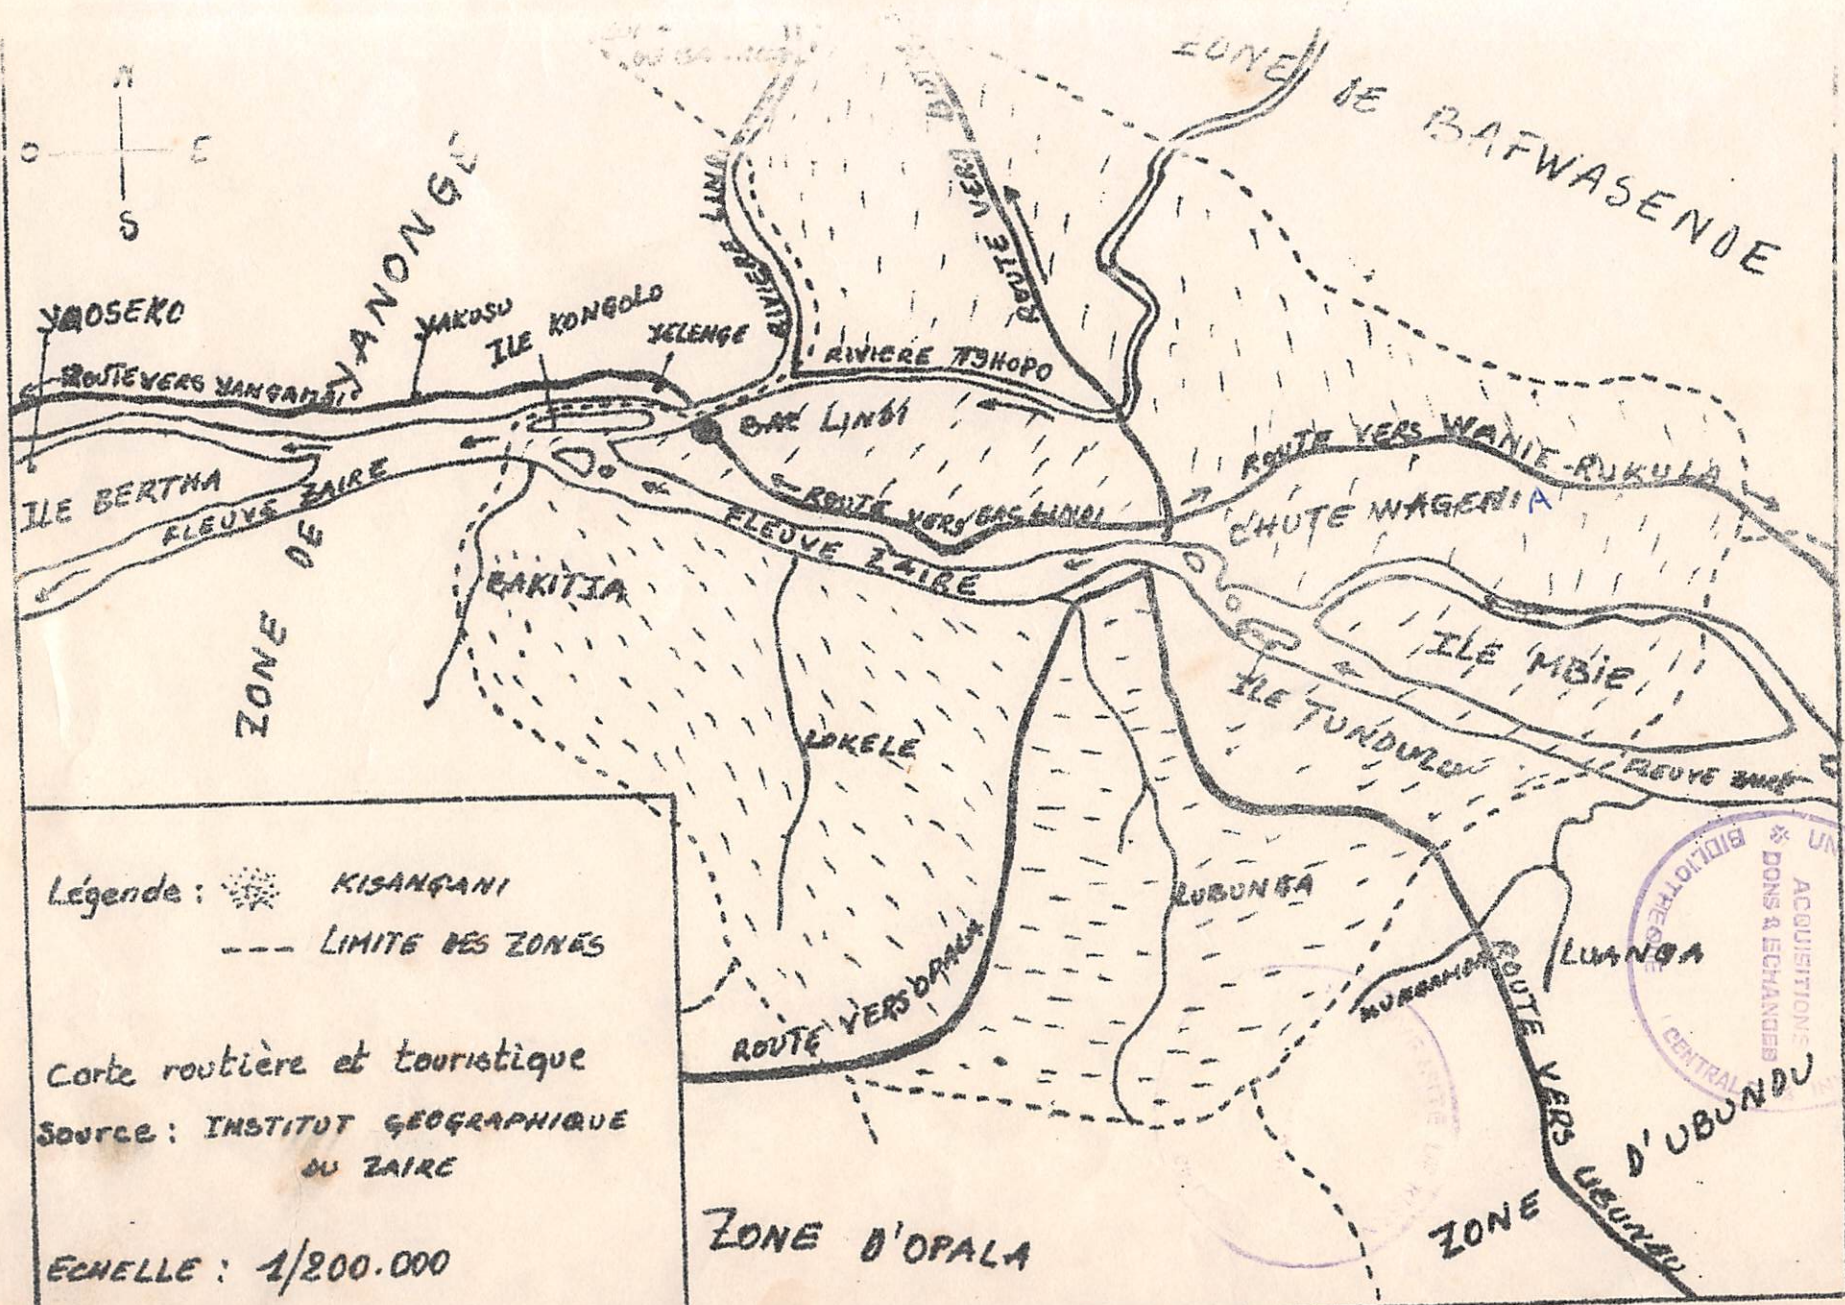 ZONE DE BAFWASENDE
N
O
E
S
YAOSEKO
ZONE DE YANONGE
YAKUSU
ILE KONGOLO
YELENGE
RIVIERA LINDI
ROUTE VERS
RIVIERE TSHOPO
ROUTE VERS YANGAMBI
BAC LINDI
ROUTE VERS WANIE-RUKULA
ILE BERTHA
FLEUVE ZAIRE
ROUTE VERS BAC LINDI
CHUTE WAGENIA
FLEUVE ZAIRE
BAKITJA
ILE MBIE
ILE TUNDULU
FLEUVE ZAIRE
LOKELE
RUBUNGA
LUANGA
ROUTE VERS OPALA
ROUTE VERS UBUNDU
ZONE D'OPALA
ZONE D'UBUNDU
Légende : KISANGANI
--- LIMITE DES ZONES
Carte routière et touristique
Source : INSTITUT GEOGRAPHIQUE
DU ZAIRE
ECHELLE : 1/200.000
BIBLIOTHEQUE CENTRALE
ACQUISITIONS
DONS & ECHANGES